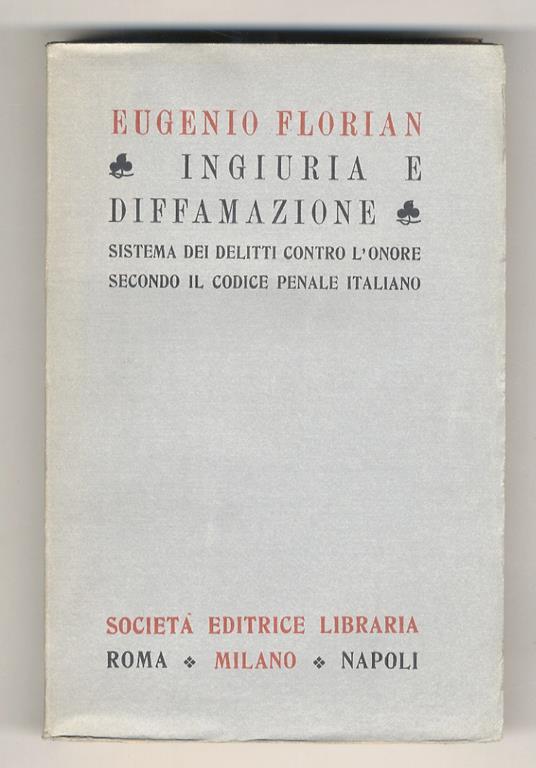 EUGENIO FLORIAN
INGIURIA E
DIFFAMAZIONE
SISTEMA DEI DELITTI CONTRO L'ONORE
SECONDO IL CODICE PENALE ITALIANO
SOCIETÀ EDITRICE LIBRARIA
ROMA ❖ MILANO ❖ NAPOLI